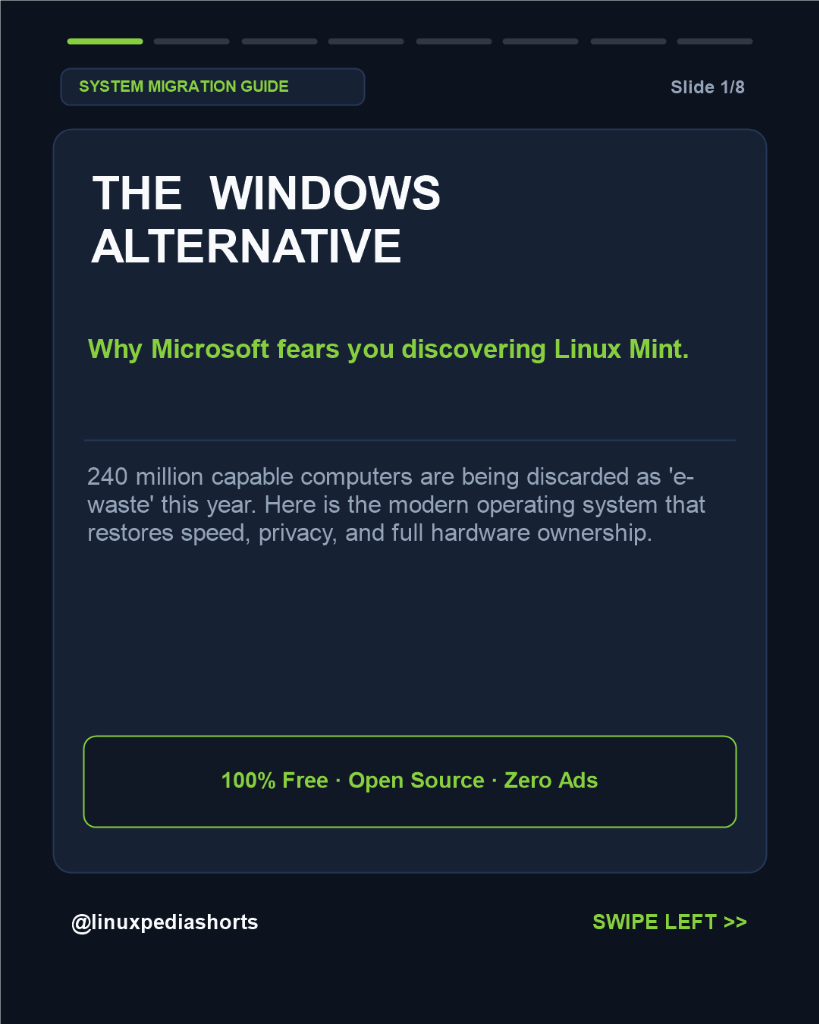 SYSTEM MIGRATION GUIDE
Slide 1/8
THE WINDOWS
ALTERNATIVE
Why Microsoft fears you discovering Linux Mint.
240 million capable computers are being discarded as 'e-
waste' this year. Here is the modern operating system that
restores speed, privacy, and full hardware ownership.
100% Free · Open Source · Zero Ads
@linuxpediashorts
SWIPE LEFT >>